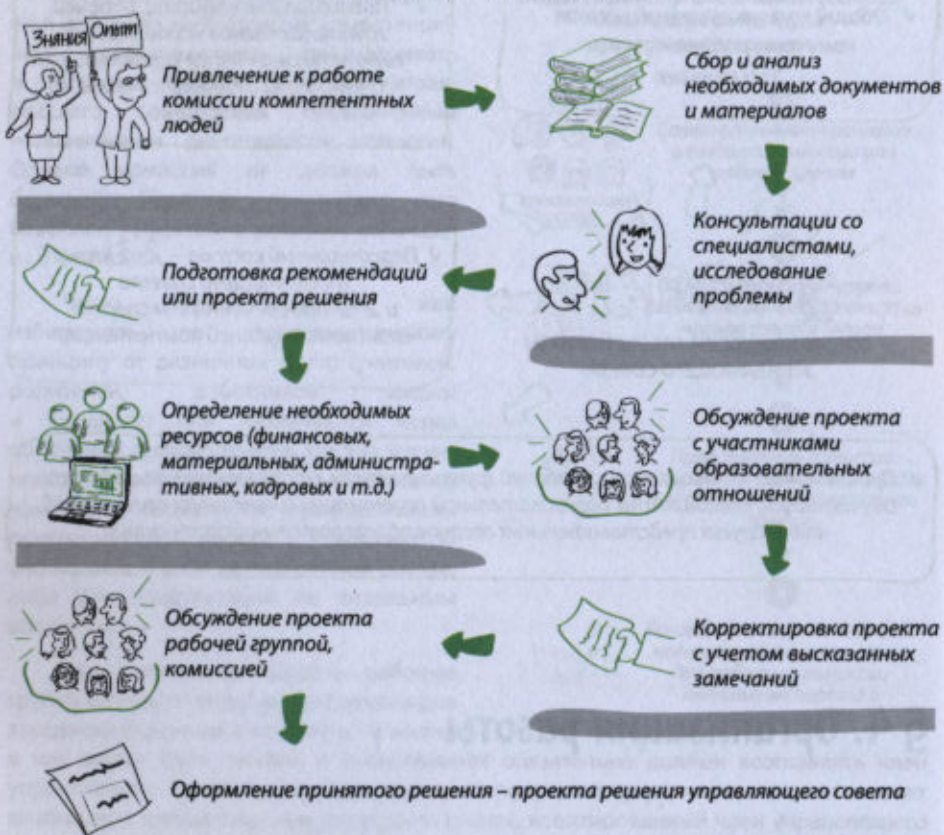 Знания
Опыт
Привлечение к работе
комиссии компетентных
людей
Сбор и анализ
необходимых документов
и материалов
Консультации со
специалистами,
исследование
проблемы
Подготовка рекомендаций
или проекта решения
Определение необходимых
ресурсов (финансовых,
материальных, администра-
тивных, кадровых и т.д.)
Обсуждение проекта
с участниками
образовательных
отношений
Корректировка проекта
с учетом высказанных
замечаний
Обсуждение проекта
рабочей группой,
комиссией
Оформление принятого решения – проекта решения управляющего совета